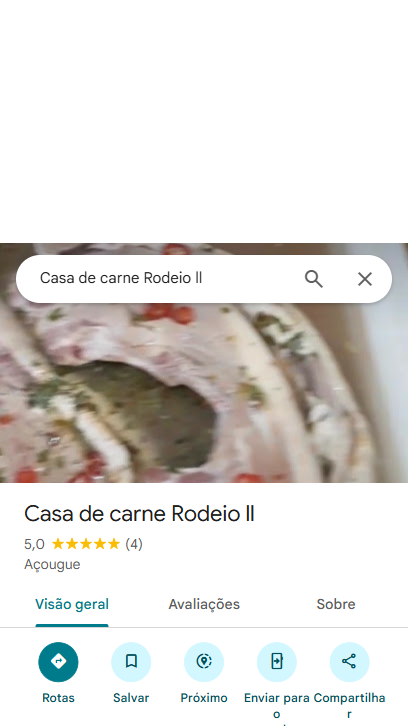 Casa de carne Rodeio ll
Casa de carne Rodeio ll
5,0 (4)
Açougue
Visão geral Avaliações Sobre
Rotas Salvar Próximo Enviar para Compartilha
o r